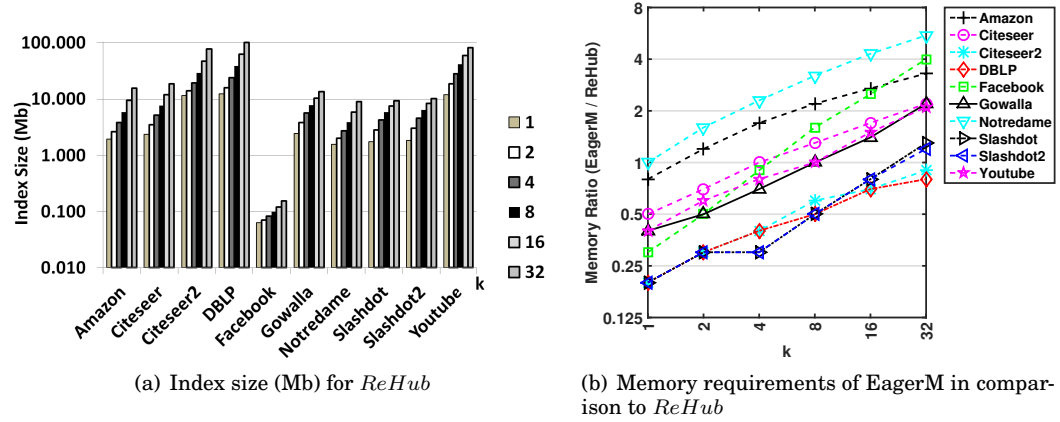 Index Size (Mb)
100.000
10.000
1.000
0.100
0.010
Amazon
Citeseer
Citeseer2
DBLP
Facebook
Gowalla
Notredame
Slashdot
Slashdot2
Youtube
k
1
2
4
8
16
32
(a) Index size (Mb) for ReHub
Memory Ratio (EagerM / ReHub)
8
4
2
1
0.5
0.25
0.125
1
2
4
8
16
32
k
Amazon
Citeseer
Citeseer2
DBLP
Facebook
Gowalla
Notredame
Slashdot
Slashdot2
Youtube
(b) Memory requirements of EagerM in compar-
ison to ReHub